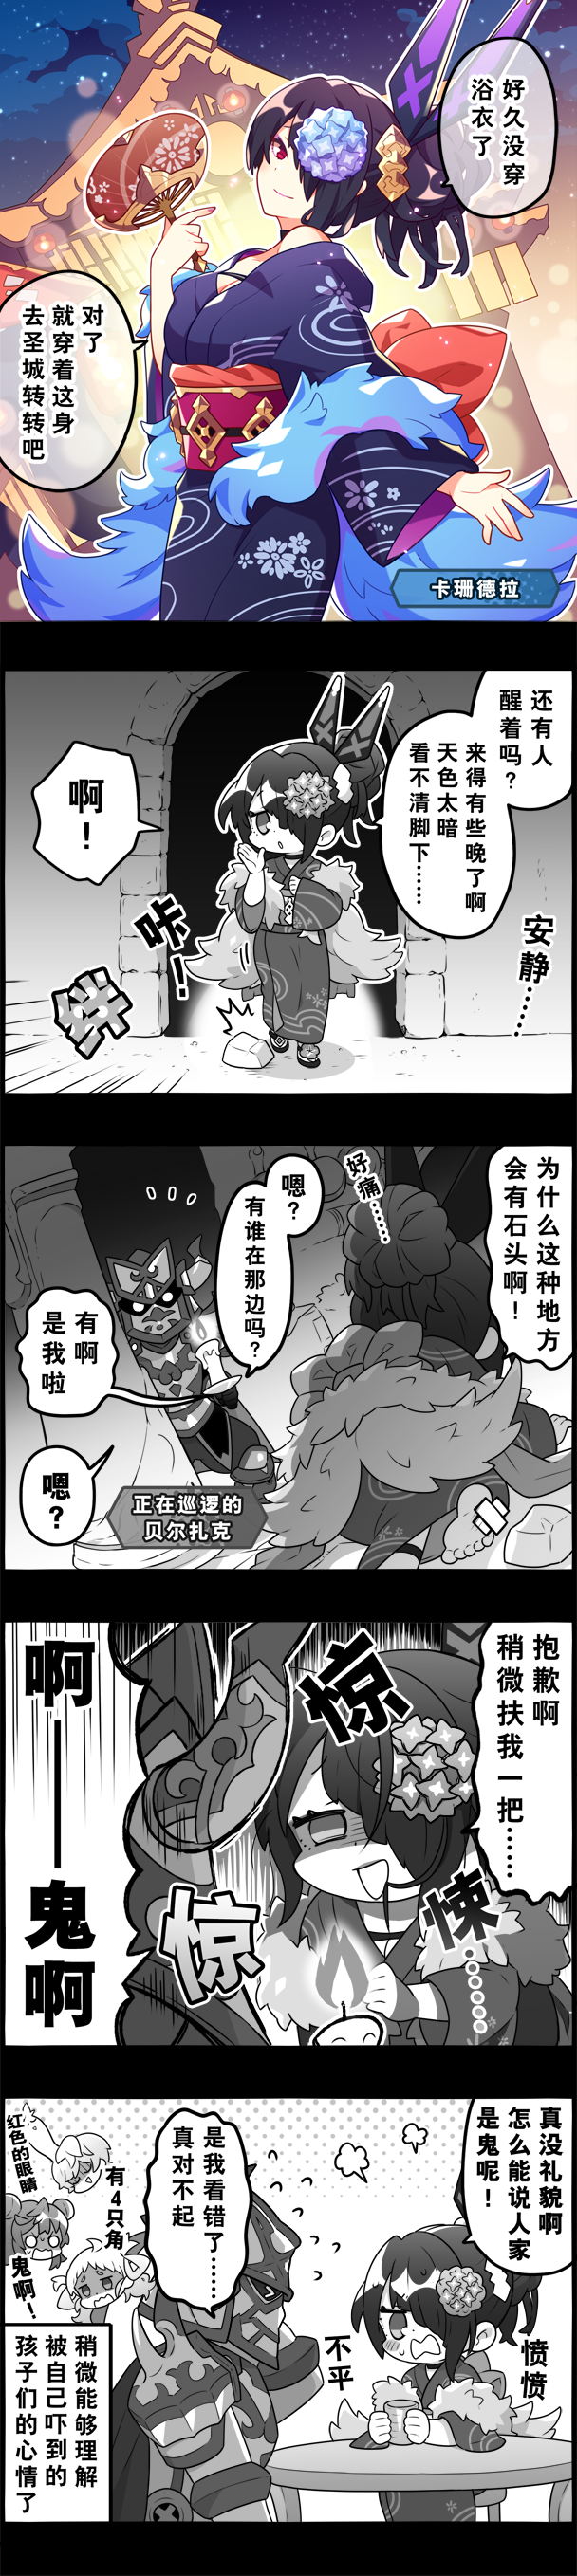 好久没穿
浴衣了
对了
就穿着这身
去圣城转转吧
卡珊德拉
还有人
醒着吗？
来得有些晚了啊
天色太暗
看不清脚下……
啊！
安静……
咔！
绊
为什么这种地方
会有石头啊！
好痛……
嗯？
有谁在那边吗？
有啊
是我啦
嗯？
正在巡逻的
贝尔扎克
抱歉啊
稍微扶我一把……
惊
悚……
惊
啊——鬼啊
真没礼貌啊
怎么能说人家
是鬼呢！
愤愤
不平
是我看错了……
真对不起
有4只角
红色的眼睛
鬼啊！
稍微能够理解
被自己吓到的
孩子们的心情了